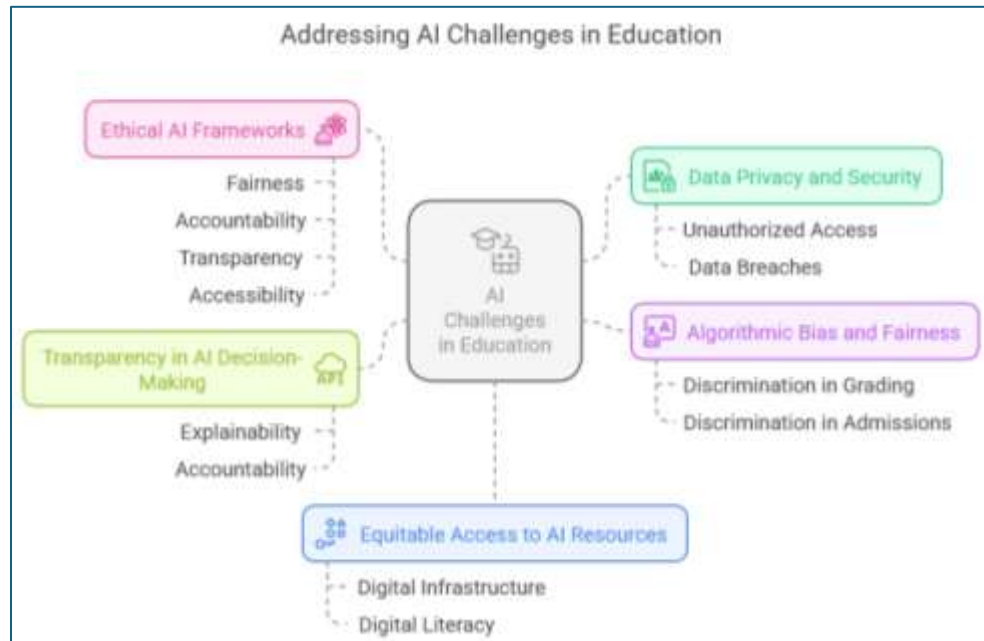 Addressing AI Challenges in Education
Ethical AI Frameworks
Fairness
Accountability
Transparency
Accessibility
Transparency in AI Decision-
Making
API
Explainability
Accountability
AI
Challenges
in Education
Data Privacy and Security
Unauthorized Access
Data Breaches
A
Algorithmic Bias and Fairness
Discrimination in Grading
Discrimination in Admissions
Equitable Access to AI Resources
Digital Infrastructure
Digital Literacy